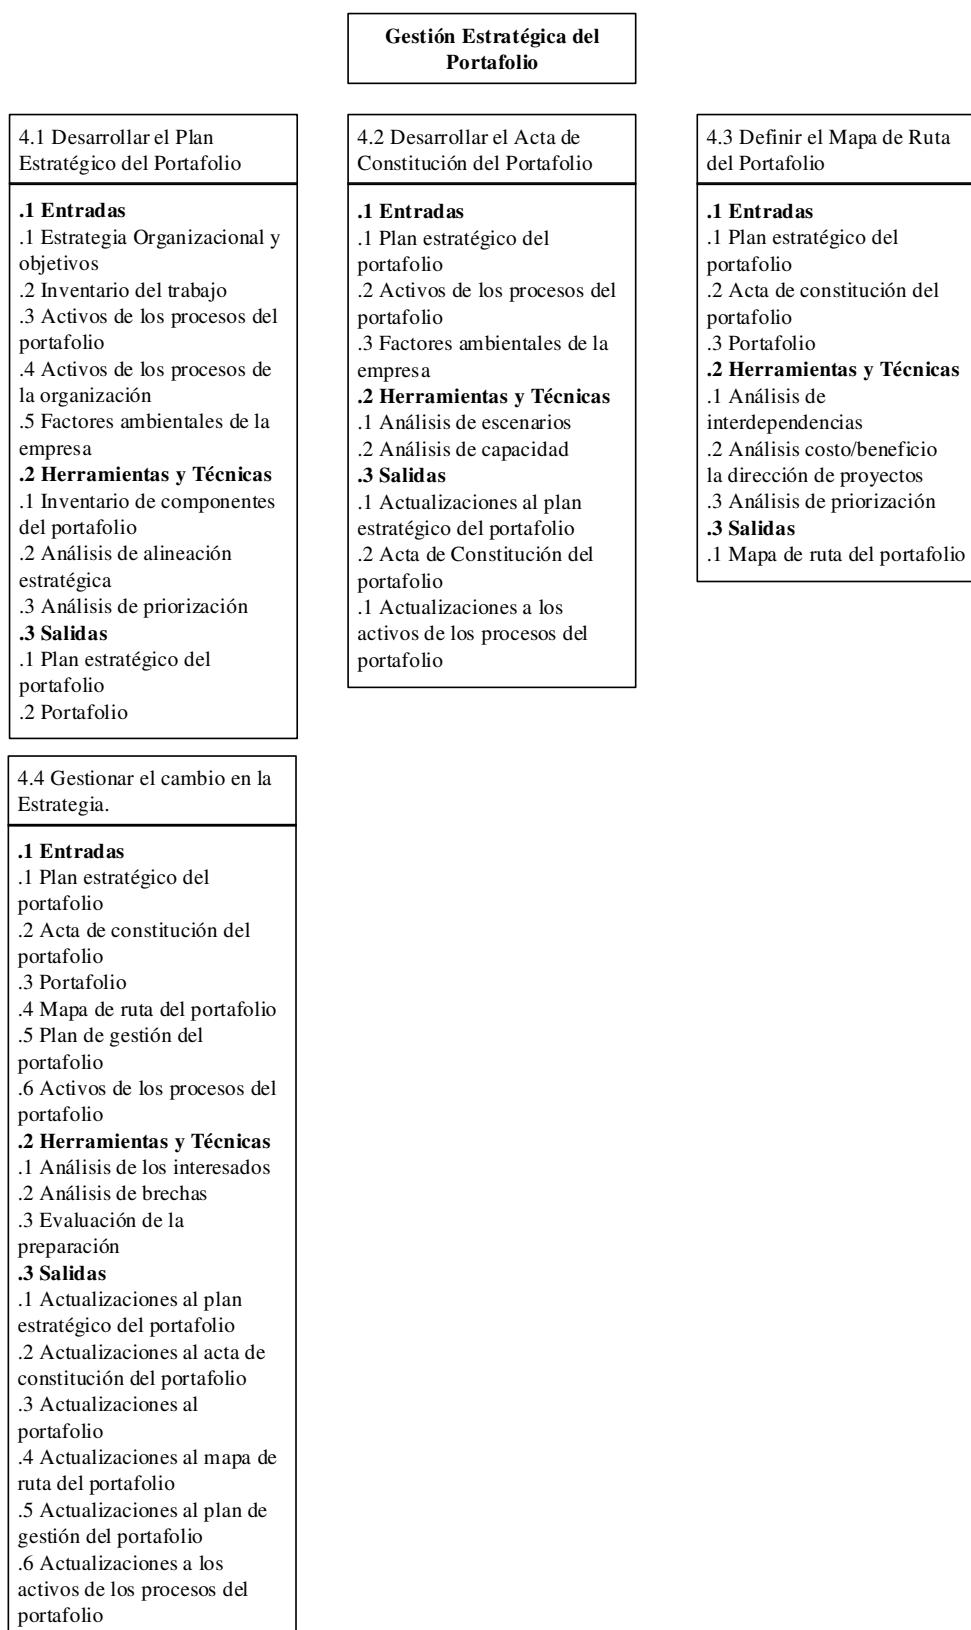 Gestión Estratégica del
Portafolio
4.1 Desarrollar el Plan
Estratégico del Portafolio
.1 Entradas
.1 Estrategia Organizacional y
objetivos
.2 Inventario del trabajo
.3 Activos de los procesos del
portafolio
.4 Activos de los procesos de
la organización
.5 Factores ambientales de la
empresa
.2 Herramientas y Técnicas
.1 Inventario de componentes
del portafolio
.2 Análisis de alineación
estratégica
.3 Análisis de priorización
.3 Salidas
.1 Plan estratégico del
portafolio
.2 Portafolio
4.2 Desarrollar el Acta de
Constitución del Portafolio
.1 Entradas
.1 Plan estratégico del
portafolio
.2 Activos de los procesos del
portafolio
.3 Factores ambientales de la
empresa
.2 Herramientas y Técnicas
.1 Análisis de escenarios
.2 Análisis de capacidad
.3 Salidas
.1 Actualizaciones al plan
estratégico del portafolio
.2 Acta de Constitución del
portafolio
.1 Actualizaciones a los
activos de los procesos del
portafolio
4.3 Definir el Mapa de Ruta
del Portafolio
.1 Entradas
.1 Plan estratégico del
portafolio
.2 Acta de constitución del
portafolio
.3 Portafolio
.2 Herramientas y Técnicas
.1 Análisis de
interdependencias
.2 Análisis costo/beneficio
la dirección de proyectos
.3 Análisis de priorización
.3 Salidas
.1 Mapa de ruta del portafolio
4.4 Gestionar el cambio en la
Estrategia.
.1 Entradas
.1 Plan estratégico del
portafolio
.2 Acta de constitución del
portafolio
.3 Portafolio
.4 Mapa de ruta del portafolio
.5 Plan de gestión del
portafolio
.6 Activos de los procesos del
portafolio
.2 Herramientas y Técnicas
.1 Análisis de los interesados
.2 Análisis de brechas
.3 Evaluación de la
preparación
.3 Salidas
.1 Actualizaciones al plan
estratégico del portafolio
.2 Actualizaciones al acta de
constitución del portafolio
.3 Actualizaciones al
portafolio
.4 Actualizaciones al mapa de
ruta del portafolio
.5 Actualizaciones al plan de
gestión del portafolio
.6 Actualizaciones a los
activos de los procesos del
portafolio